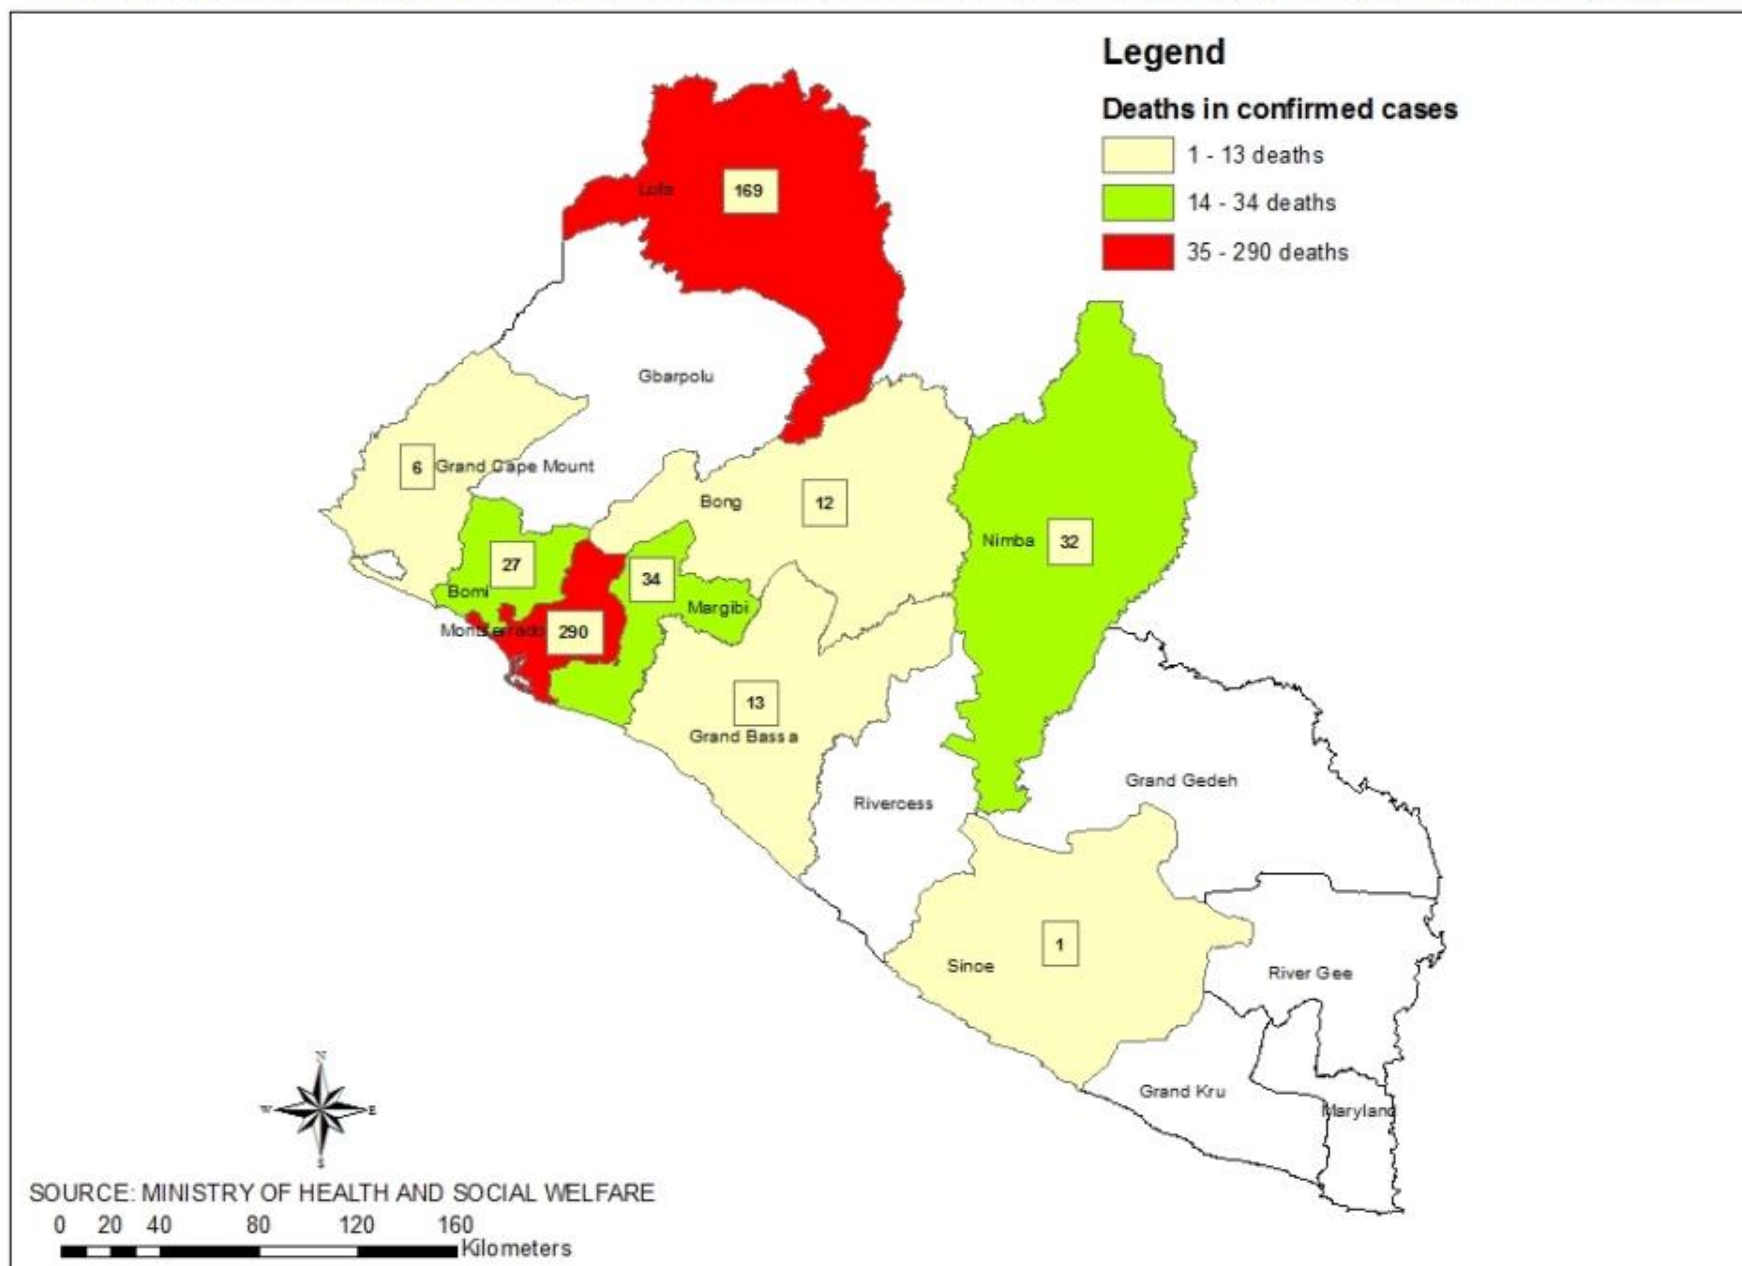 Legend
Deaths in confirmed cases
1 - 13 deaths
14 - 34 deaths
35 - 290 deaths
Lofa
169
Gbarpolu
6
Grand Cape Mount
Bong
12
Nimba
32
27
Bomi
34
Margibi
Montserrado
290
13
Grand Bassa
Rivercess
Grand Gedeh
Sinoe
1
River Gee
Grand Kru
Maryland
N
W
E
S
SOURCE: MINISTRY OF HEALTH AND SOCIAL WELFARE
0 20 40 80 120 160
Kilometers